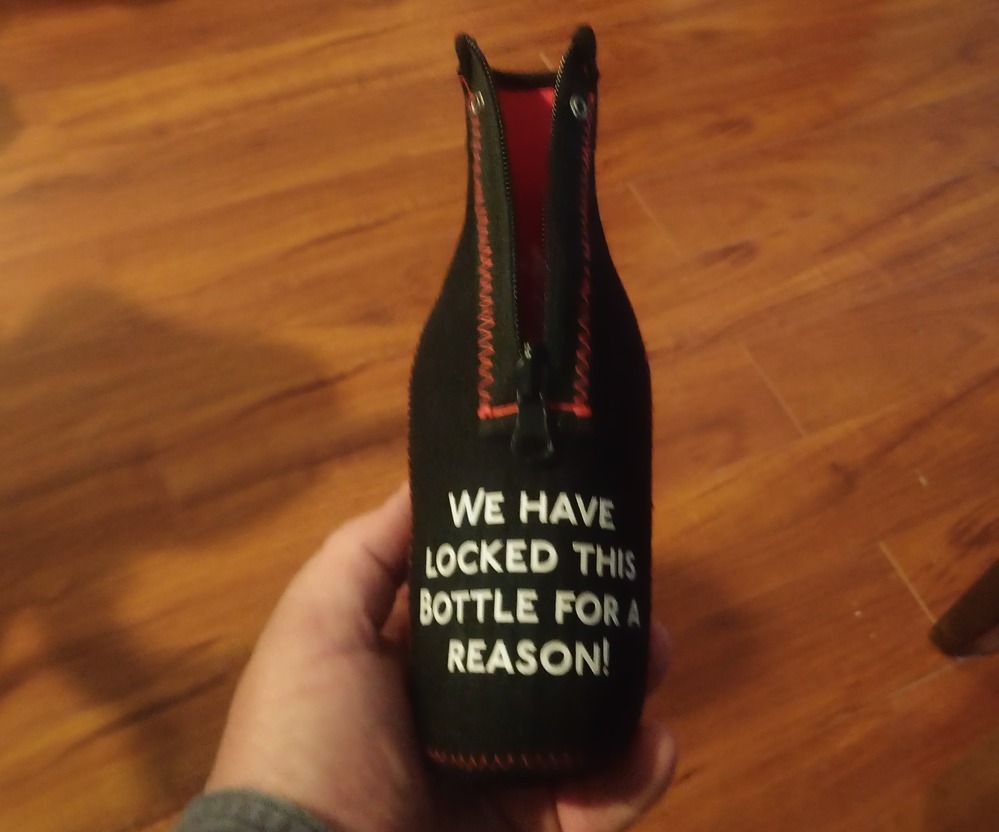 WE HAVE
LOCKED THIS
BOTTLE FOR A
REASON!